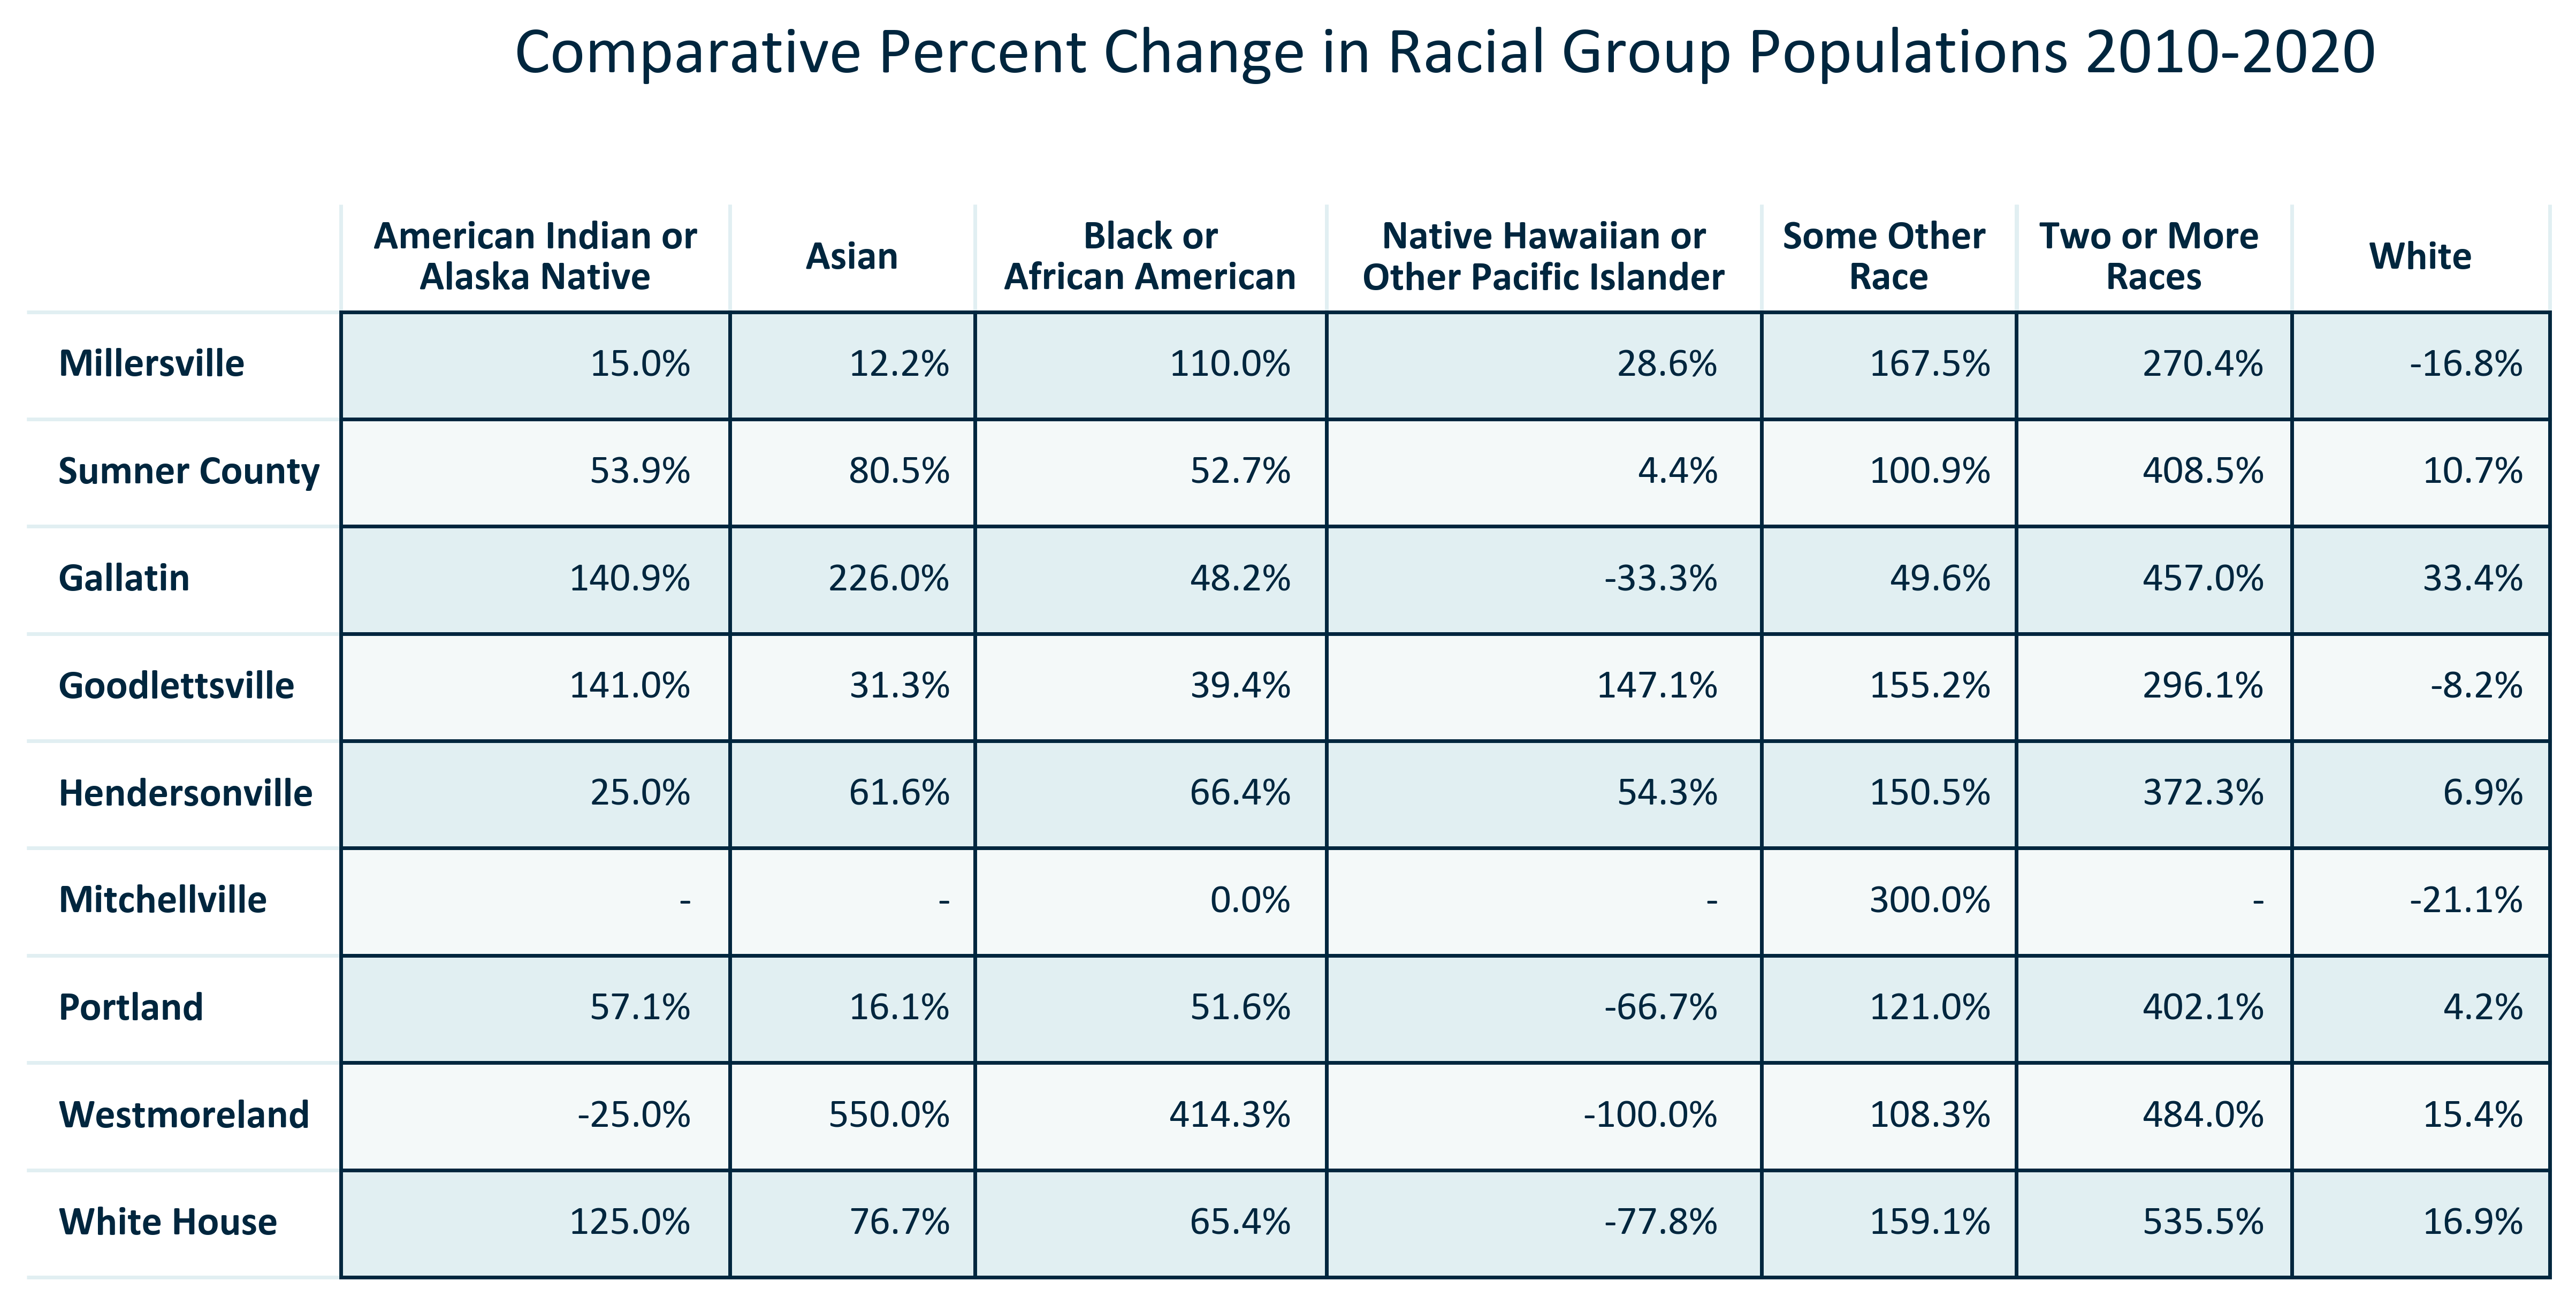 Comparative Percent Change in Racial Group Populations 2010-2020
American Indian or Alaska Native Asian Black or African American Native Hawaiian or Other Pacific Islander Some Other Race Two or More Races White
Millersville 15.0% 12.2% 110.0% 28.6% 167.5% 270.4% -16.8%
Sumner County 53.9% 80.5% 52.7% 4.4% 100.9% 408.5% 10.7%
Gallatin 140.9% 226.0% 48.2% -33.3% 49.6% 457.0% 33.4%
Goodlettsville 141.0% 31.3% 39.4% 147.1% 155.2% 296.1% -8.2%
Hendersonville 25.0% 61.6% 66.4% 54.3% 150.5% 372.3% 6.9%
Mitchellville - - 0.0% - 300.0% - -21.1%
Portland 57.1% 16.1% 51.6% -66.7% 121.0% 402.1% 4.2%
Westmoreland -25.0% 550.0% 414.3% -100.0% 108.3% 484.0% 15.4%
White House 125.0% 76.7% 65.4% -77.8% 159.1% 535.5% 16.9%